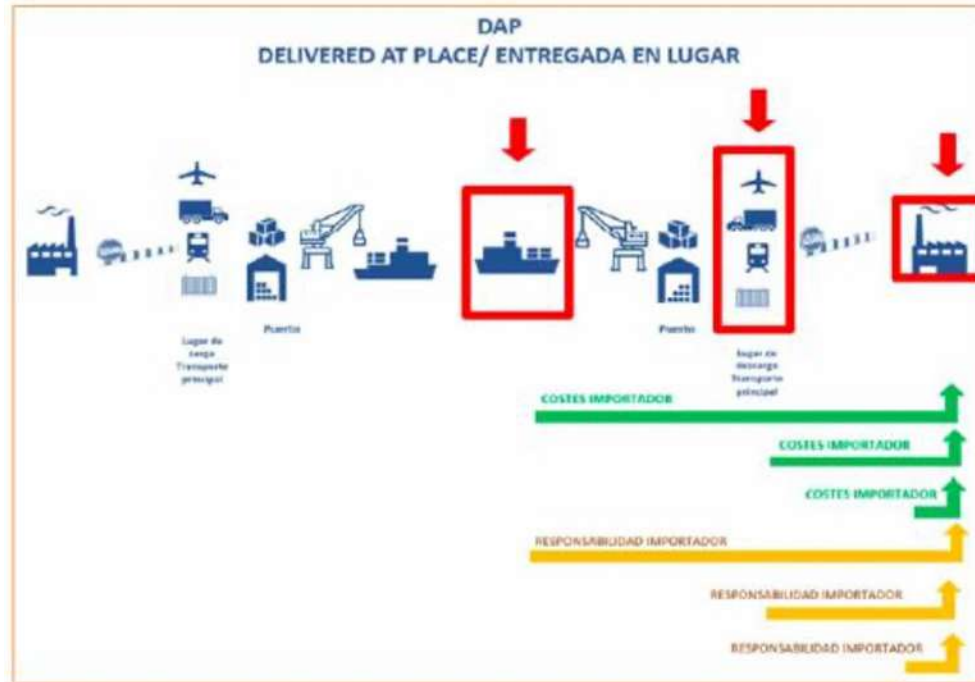 DAP
DELIVERED AT PLACE/ ENTREGADA EN LUGAR
Lugar de
carga
Transporte
principal
Puerto
Puerto
Lugar de
descarga
Transporte
principal
COSTES IMPORTADOR
COSTES IMPORTADOR
COSTES IMPORTADOR
RESPONSABILIDAD IMPORTADOR
RESPONSABILIDAD IMPORTADOR
RESPONSABILIDAD IMPORTADOR